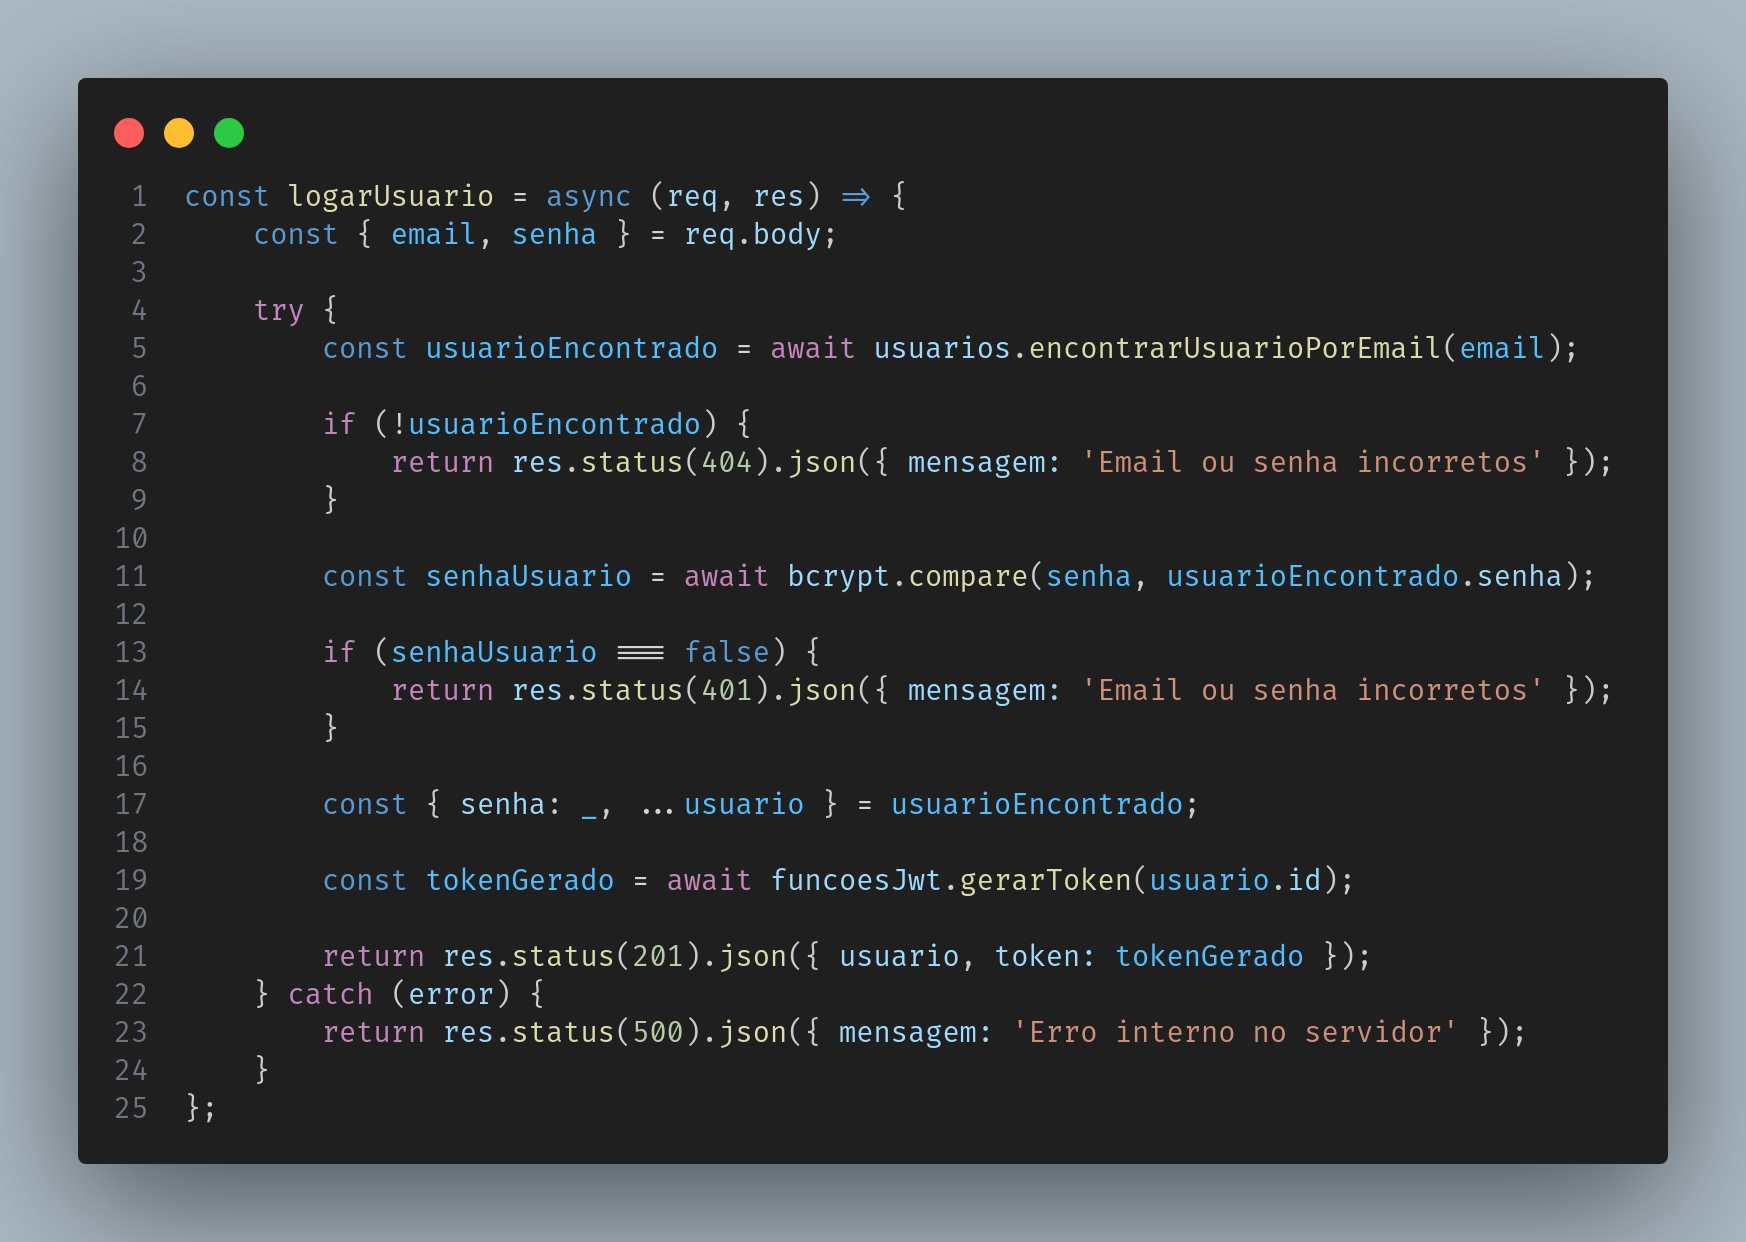 1 const logarUsuario = async (req, res) => {
2 const { email, senha } = req.body;
3
4 try {
5 const usuarioEncontrado = await usuarios.encontrarUsuarioPorEmail(email);
6
7 if (!usuarioEncontrado) {
8 return res.status(404).json({ mensagem: 'Email ou senha incorretos' });
9 }
10
11 const senhaUsuario = await bcrypt.compare(senha, usuarioEncontrado.senha);
12
13 if (senhaUsuario === false) {
14 return res.status(401).json({ mensagem: 'Email ou senha incorretos' });
15 }
16
17 const { senha: _, ...usuario } = usuarioEncontrado;
18
19 const tokenGerado = await funcoesJwt.gerarToken(usuario.id);
20
21 return res.status(201).json({ usuario, token: tokenGerado });
22 } catch (error) {
23 return res.status(500).json({ mensagem: 'Erro interno no servidor' });
24 }
25 };